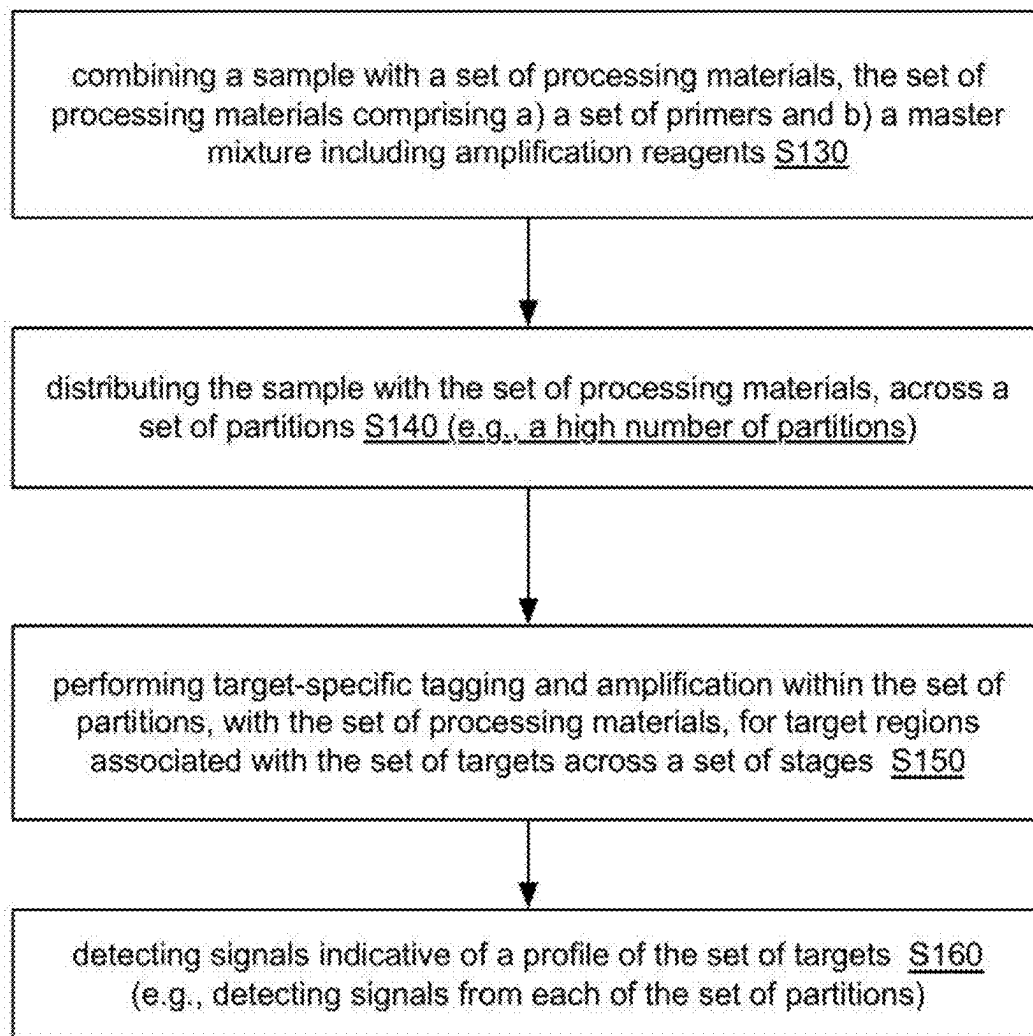 combining a sample with a set of processing materials, the set of
processing materials comprising a) a set of primers and b) a master
mixture including amplification reagents S130
distributing the sample with the set of processing materials, across a
set of partitions S140 (e.g., a high number of partitions)
performing target-specific tagging and amplification within the set of
partitions, with the set of processing materials, for target regions
associated with the set of targets across a set of stages S150
detecting signals indicative of a profile of the set of targets S160
(e.g., detecting signals from each of the set of partitions)